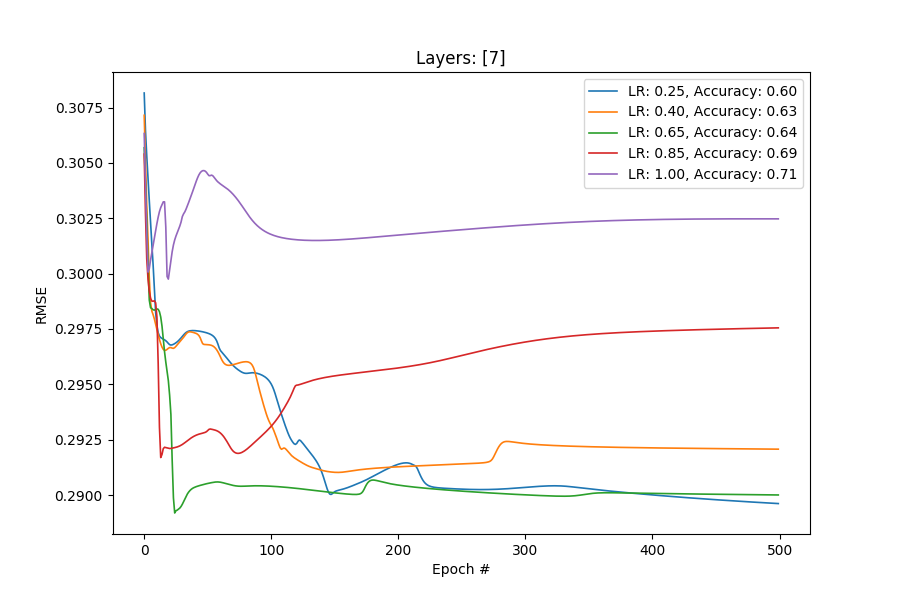 Layers: [7]
LR: 0.25, Accuracy: 0.60
LR: 0.40, Accuracy: 0.63
LR: 0.65, Accuracy: 0.64
LR: 0.85, Accuracy: 0.69
LR: 1.00, Accuracy: 0.71
RMSE
0.3075
0.3050
0.3025
0.3000
0.2975
0.2950
0.2925
0.2900
0 100 200 300 400 500
Epoch #